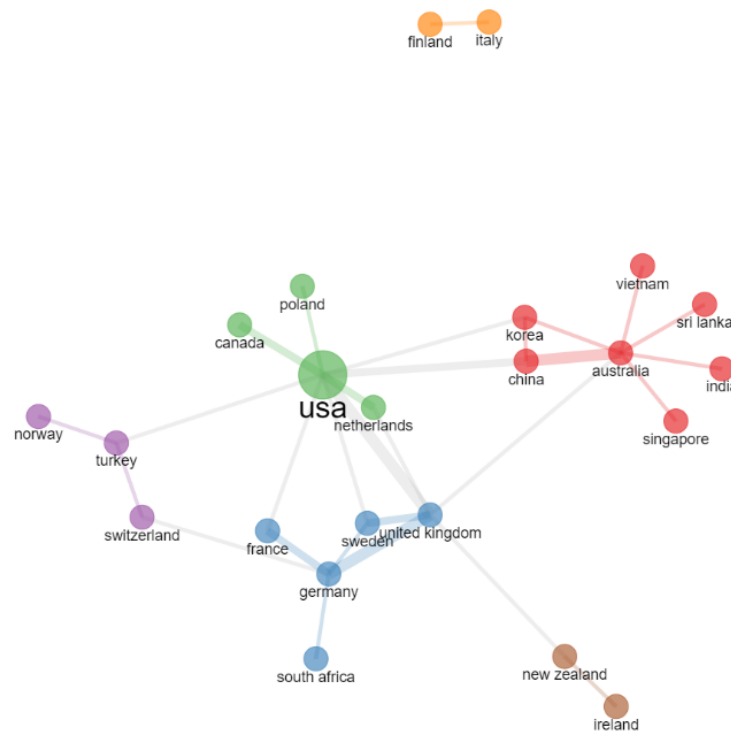 finland
italy
vietnam
poland
sri lanka
korea
canada
china
australia
india
usa
netherlands
singapore
norway
turkey
switzerland
france
sweden
united kingdom
germany
south africa
new zealand
ireland